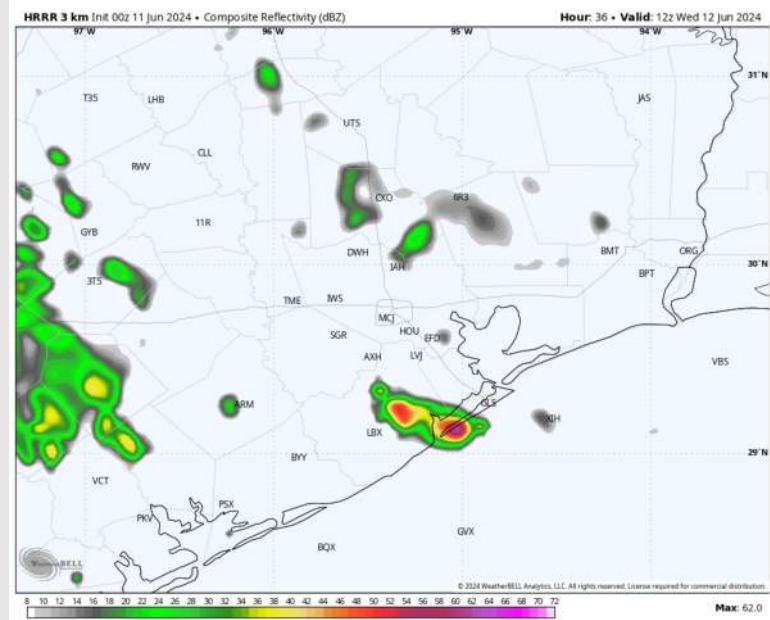 HRRR 3 km Init 00z 11 Jun 2024 • Composite Reflectivity (dBZ) Hour: 36 • Valid: 12z Wed 12 Jun 2024
97°W 96°W 95°W 94°W
31°N
T35 LHB JAS
UTS
CLL
RWV
CXO 6R3
11R
GYB
DWH BMT ORG
IAH 30°N
3T5 BPT
TME IWS
MCJ
SGR HOU EFD
AXH LVJ VBS
ARM GLS
XIH
LBX
29°N
BYY
VCT
PSX
PKV
GVX
BQX
WeatherBELL
© 2024 WeatherBELL Analytics, LLC. All rights reserved. License required for commercial distribution.
8 10 12 14 16 18 20 22 24 26 28 30 32 34 36 38 40 42 44 46 48 50 52 54 56 58 60 62 64 66 68 70 72 Max: 62.0